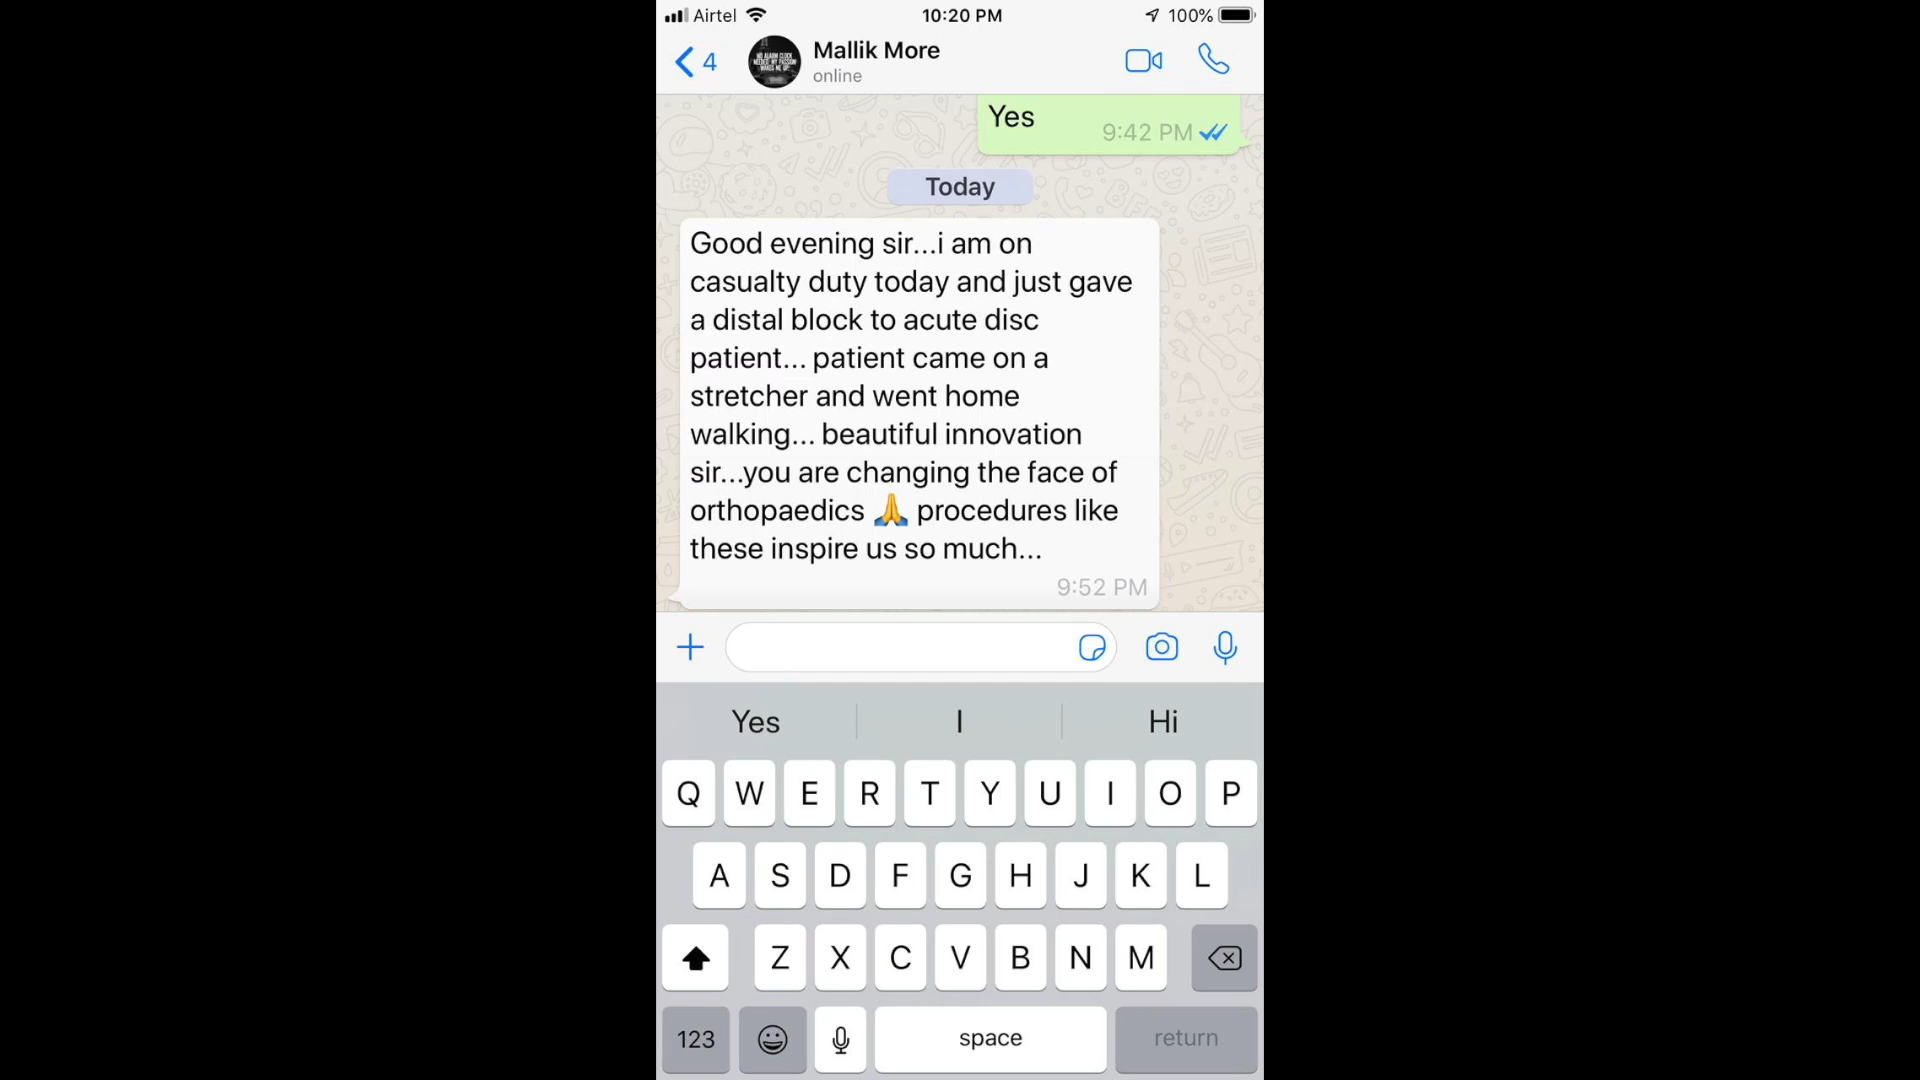 Airtel
10:20 PM
100%
4
Mallik More
online
Yes
9:42 PM
Today
Good evening sir...i am on
casualty duty today and just gave
a distal block to acute disc
patient... patient came on a
stretcher and went home
walking... beautiful innovation
sir...you are changing the face of
orthopaedics 🙏 procedures like
these inspire us so much...
9:52 PM
Yes I Hi
Q W E R T Y U I O P
A S D F G H J K L
Z X C V B N M
123 space return